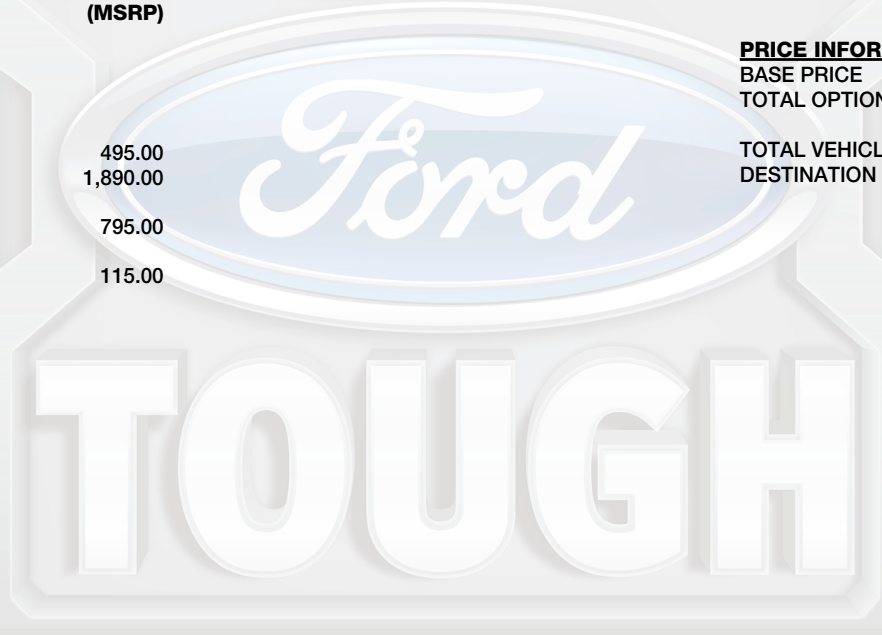 (MSRP)
495.00
1,890.00
795.00
115.00
PRICE INFOR
BASE PRICE
TOTAL OPTION
TOTAL VEHICL
DESTINATION
Ford
TOUGH